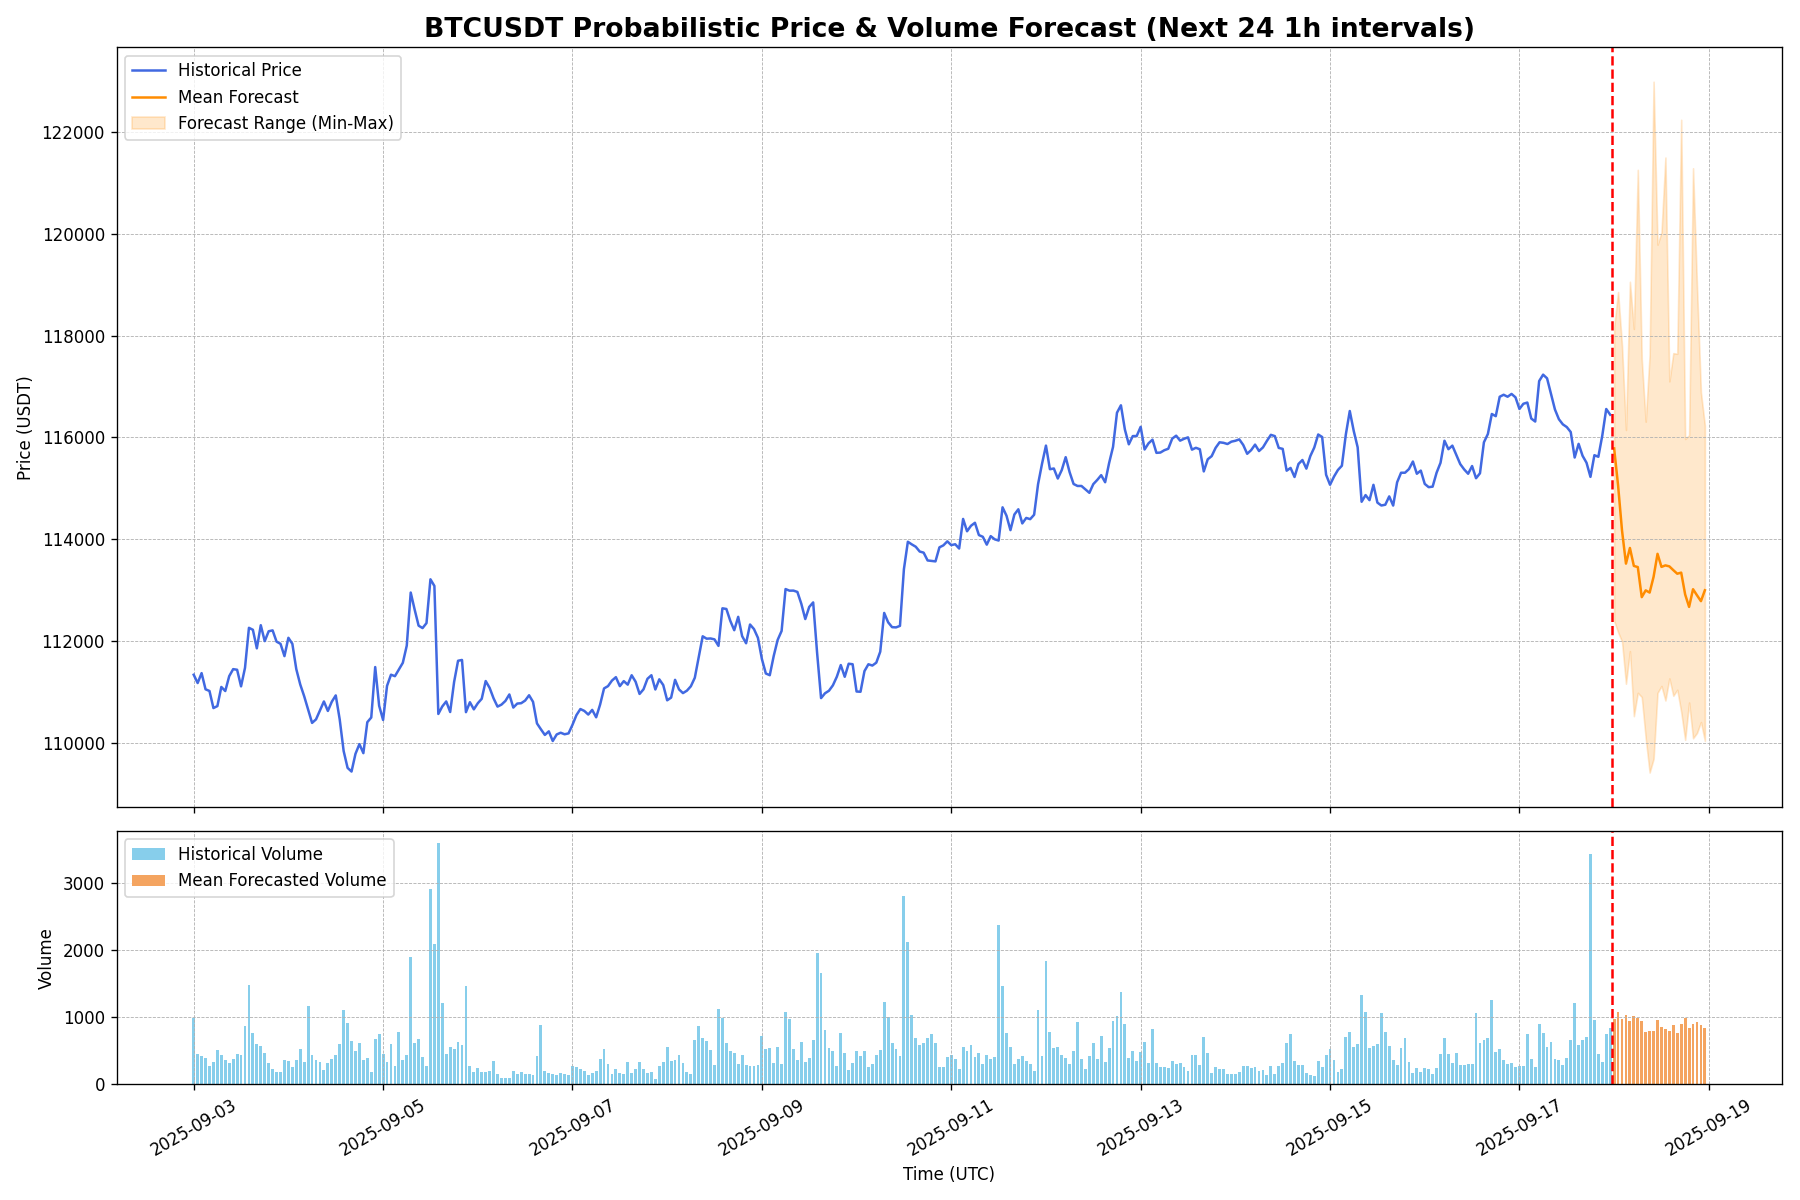 BTCUSDT Probabilistic Price & Volume Forecast (Next 24 1h intervals)
Historical Price
Mean Forecast
Forecast Range (Min-Max)
Price (USDT)
122000
120000
118000
116000
114000
112000
110000
Historical Volume
Mean Forecasted Volume
Volume
3000
2000
1000
0
2025-09-03
2025-09-05
2025-09-07
2025-09-09
2025-09-11
2025-09-13
2025-09-15
2025-09-17
2025-09-19
Time (UTC)